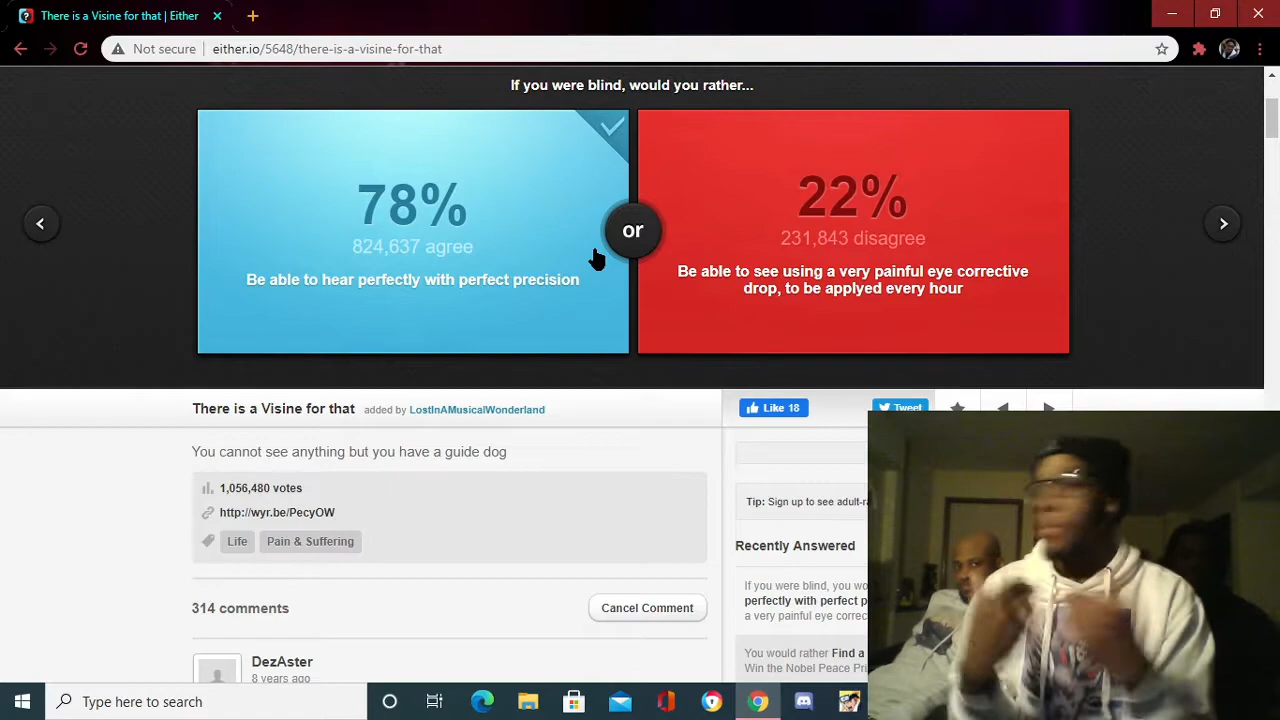 There is a Visine for that | Either
Not secure
either.io/5648/there-is-a-visine-for-that
If you were blind, would you rather...
78%
824,637 agree
Be able to hear perfectly with perfect precision
or
22%
231,843 disagree
Be able to see using a very painful eye corrective
drop, to be applyed every hour
There is a Visine for that added by LostInAMusicalWonderland
Like 18
Tweet
You cannot see anything but you have a guide dog
1,056,480 votes
http://wyr.be/PecyOW
Life
Pain & Suffering
Tip: Sign up to see adult-ra
Recently Answered
If you were blind, you wo
perfectly with perfect p
a very painful eye correc
You would rather Find a
Win the Nobel Peace Pri
314 comments
Cancel Comment
DezAster
8 years ago
Type here to search